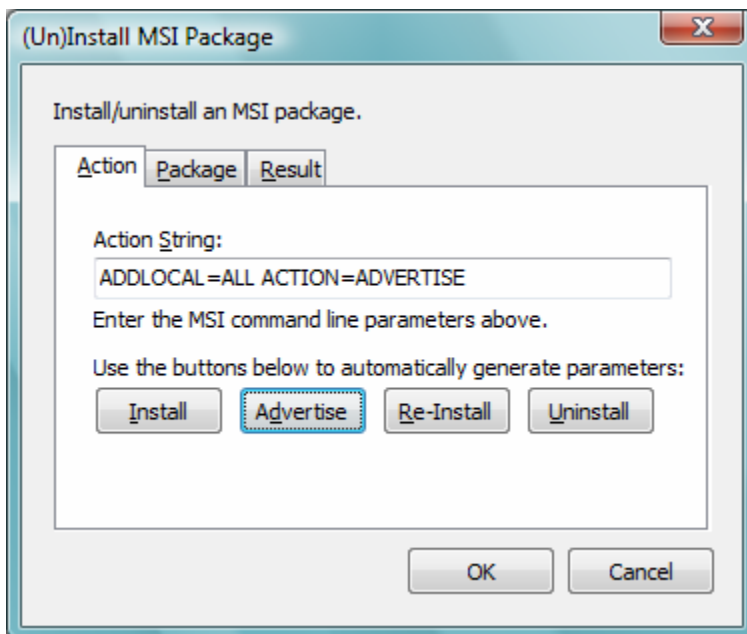 (Un)Install MSI Package
Install/uninstall an MSI package.
Action Package Result
Action String:
ADDLOCAL=ALL ACTION=ADVERTISE
Enter the MSI command line parameters above.
Use the buttons below to automatically generate parameters:
Install Advertise Re-Install Uninstall
OK Cancel